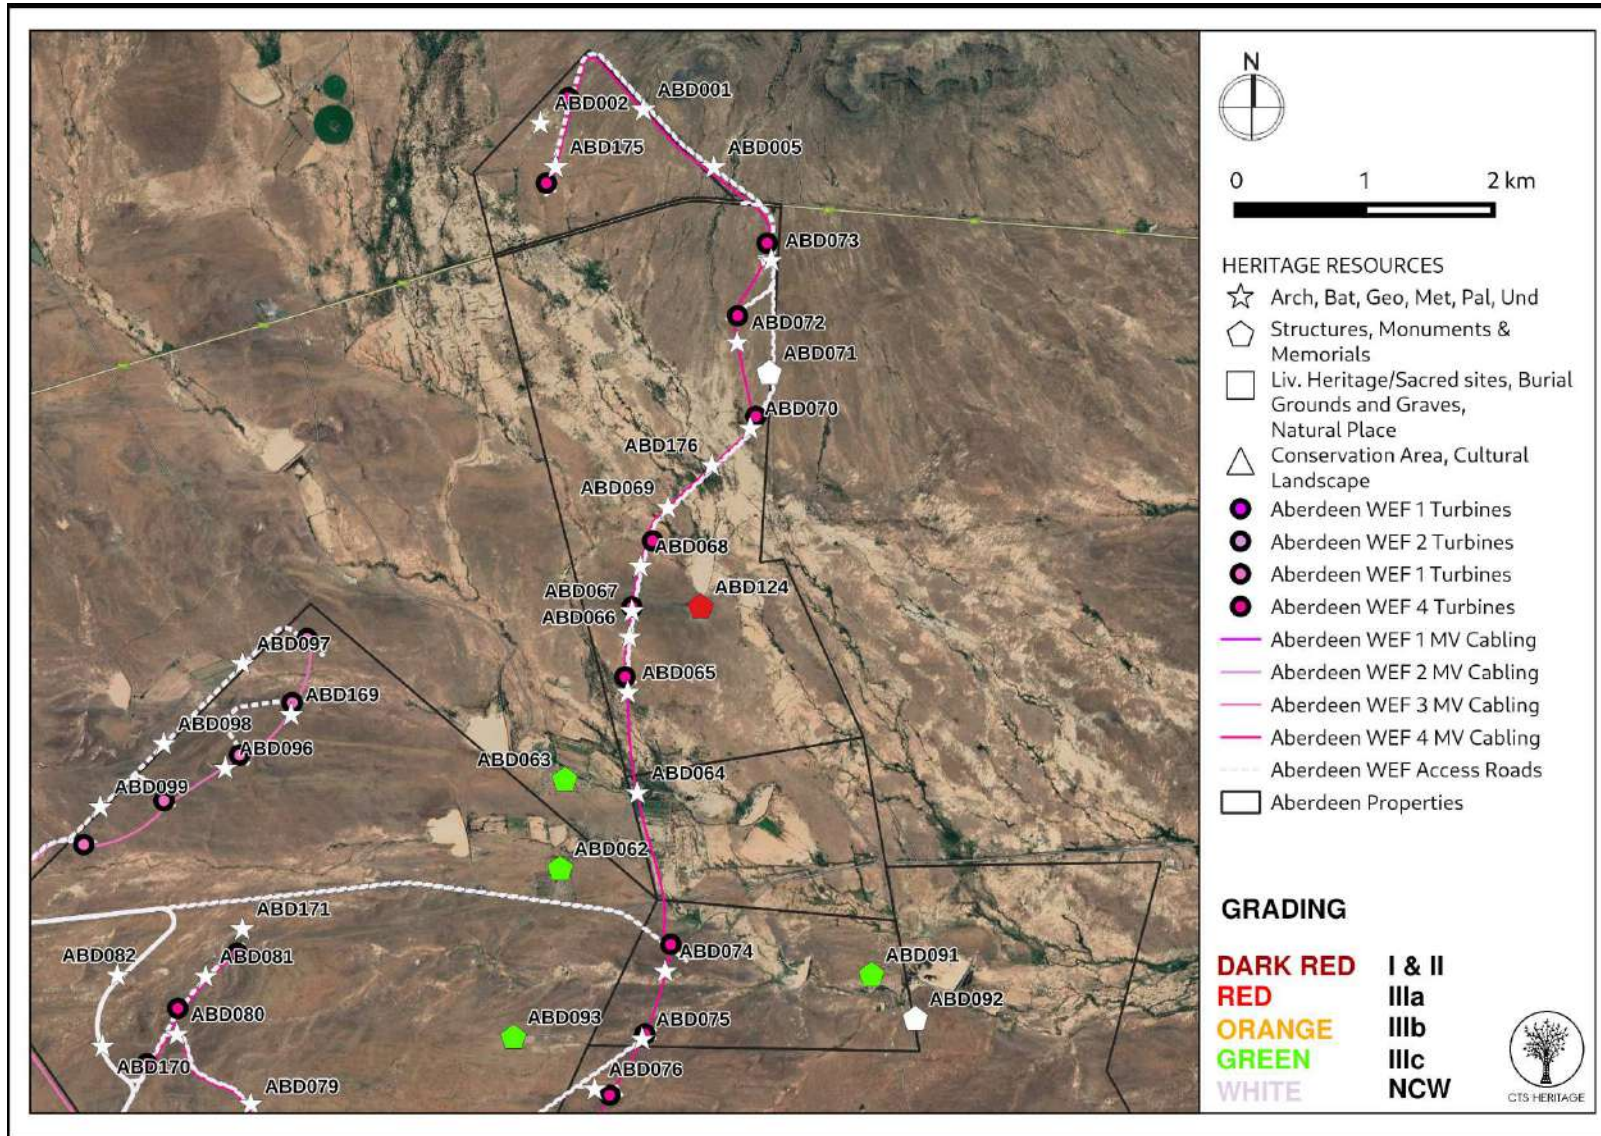 ABD001
ABD002
ABD175
ABD005
ABD073
ABD072
ABD071
ABD070
ABD176
ABD069
ABD068
ABD067
ABD124
ABD066
ABD097
ABD065
ABD169
ABD098
ABD096
ABD063
ABD064
ABD099
ABD062
ABD171
ABD082
ABD081
ABD074
ABD091
ABD092
ABD080
ABD093
ABD075
ABD170
ABD076
ABD079
N
0 1 2 km
HERITAGE RESOURCES
Arch, Bat, Geo, Met, Pal, Und
Structures, Monuments &
Memorials
Liv. Heritage/Sacred sites, Burial
Grounds and Graves,
Natural Place
Conservation Area, Cultural
Landscape
Aberdeen WEF 1 Turbines
Aberdeen WEF 2 Turbines
Aberdeen WEF 1 Turbines
Aberdeen WEF 4 Turbines
Aberdeen WEF 1 MV Cabling
Aberdeen WEF 2 MV Cabling
Aberdeen WEF 3 MV Cabling
Aberdeen WEF 4 MV Cabling
Aberdeen WEF Access Roads
Aberdeen Properties
GRADING
DARK RED I & II
RED IIIa
ORANGE IIIb
GREEN IIIc
WHITE NCW
CTS HERITAGE